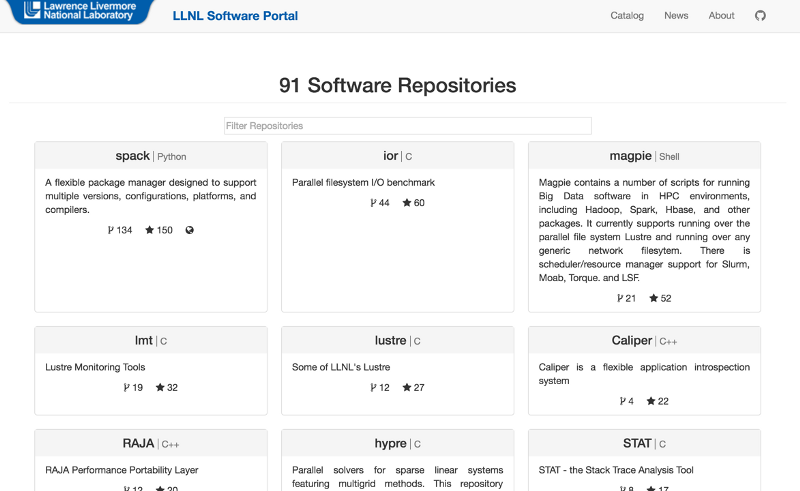 Lawrence Livermore
National Laboratory
LLNL Software Portal
Catalog News About
91 Software Repositories
Filter Repositories
spack | Python
A flexible package manager designed to support
multiple versions, configurations, platforms, and
compilers.
134 150
ior | C
Parallel filesystem I/O benchmark
44 60
magpie | Shell
Magpie contains a number of scripts for running
Big Data software in HPC environments,
including Hadoop, Spark, Hbase, and other
packages. It currently supports running over the
parallel file system Lustre and running over any
generic network filesytem. There is
scheduler/resource manager support for Slurm,
Moab, Torque. and LSF.
21 52
lmt | C
Lustre Monitoring Tools
19 32
lustre | C
Some of LLNL's Lustre
12 27
Caliper | C++
Caliper is a flexible application introspection
system
4 22
RAJA | C++
RAJA Performance Portability Layer
12 20
hypre | C
Parallel solvers for sparse linear systems
featuring multigrid methods. This repository
STAT | C
STAT - the Stack Trace Analysis Tool
8 17